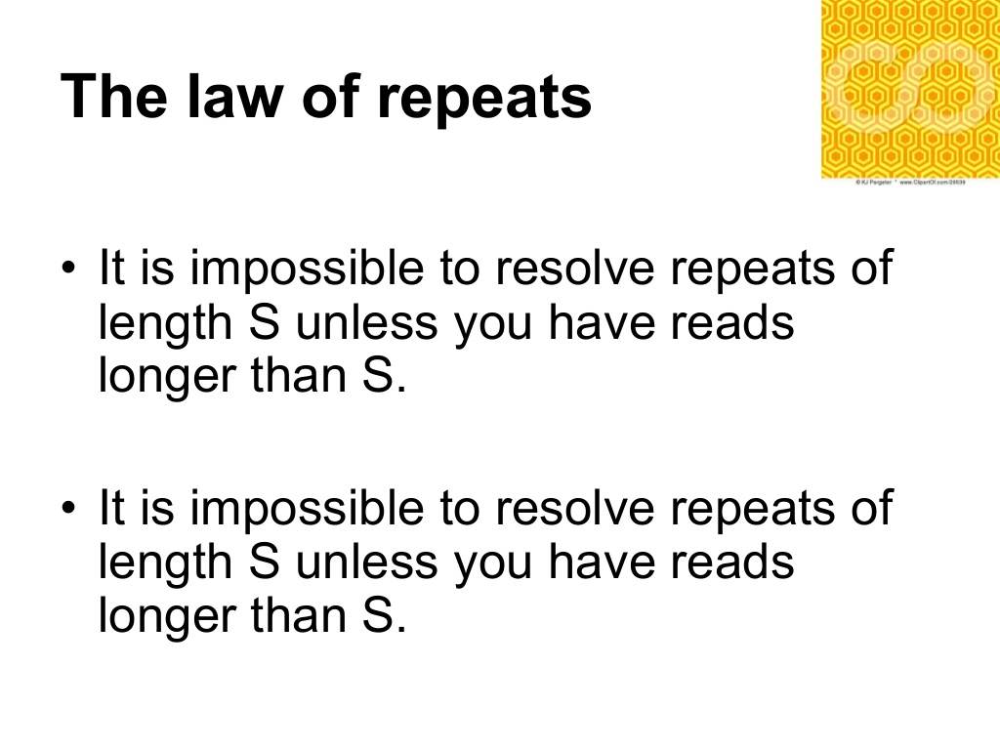 The law of repeats
© KJ Pargeter * www.ClipartOf.com/29539
• It is impossible to resolve repeats of
length S unless you have reads
longer than S.
• It is impossible to resolve repeats of
length S unless you have reads
longer than S.